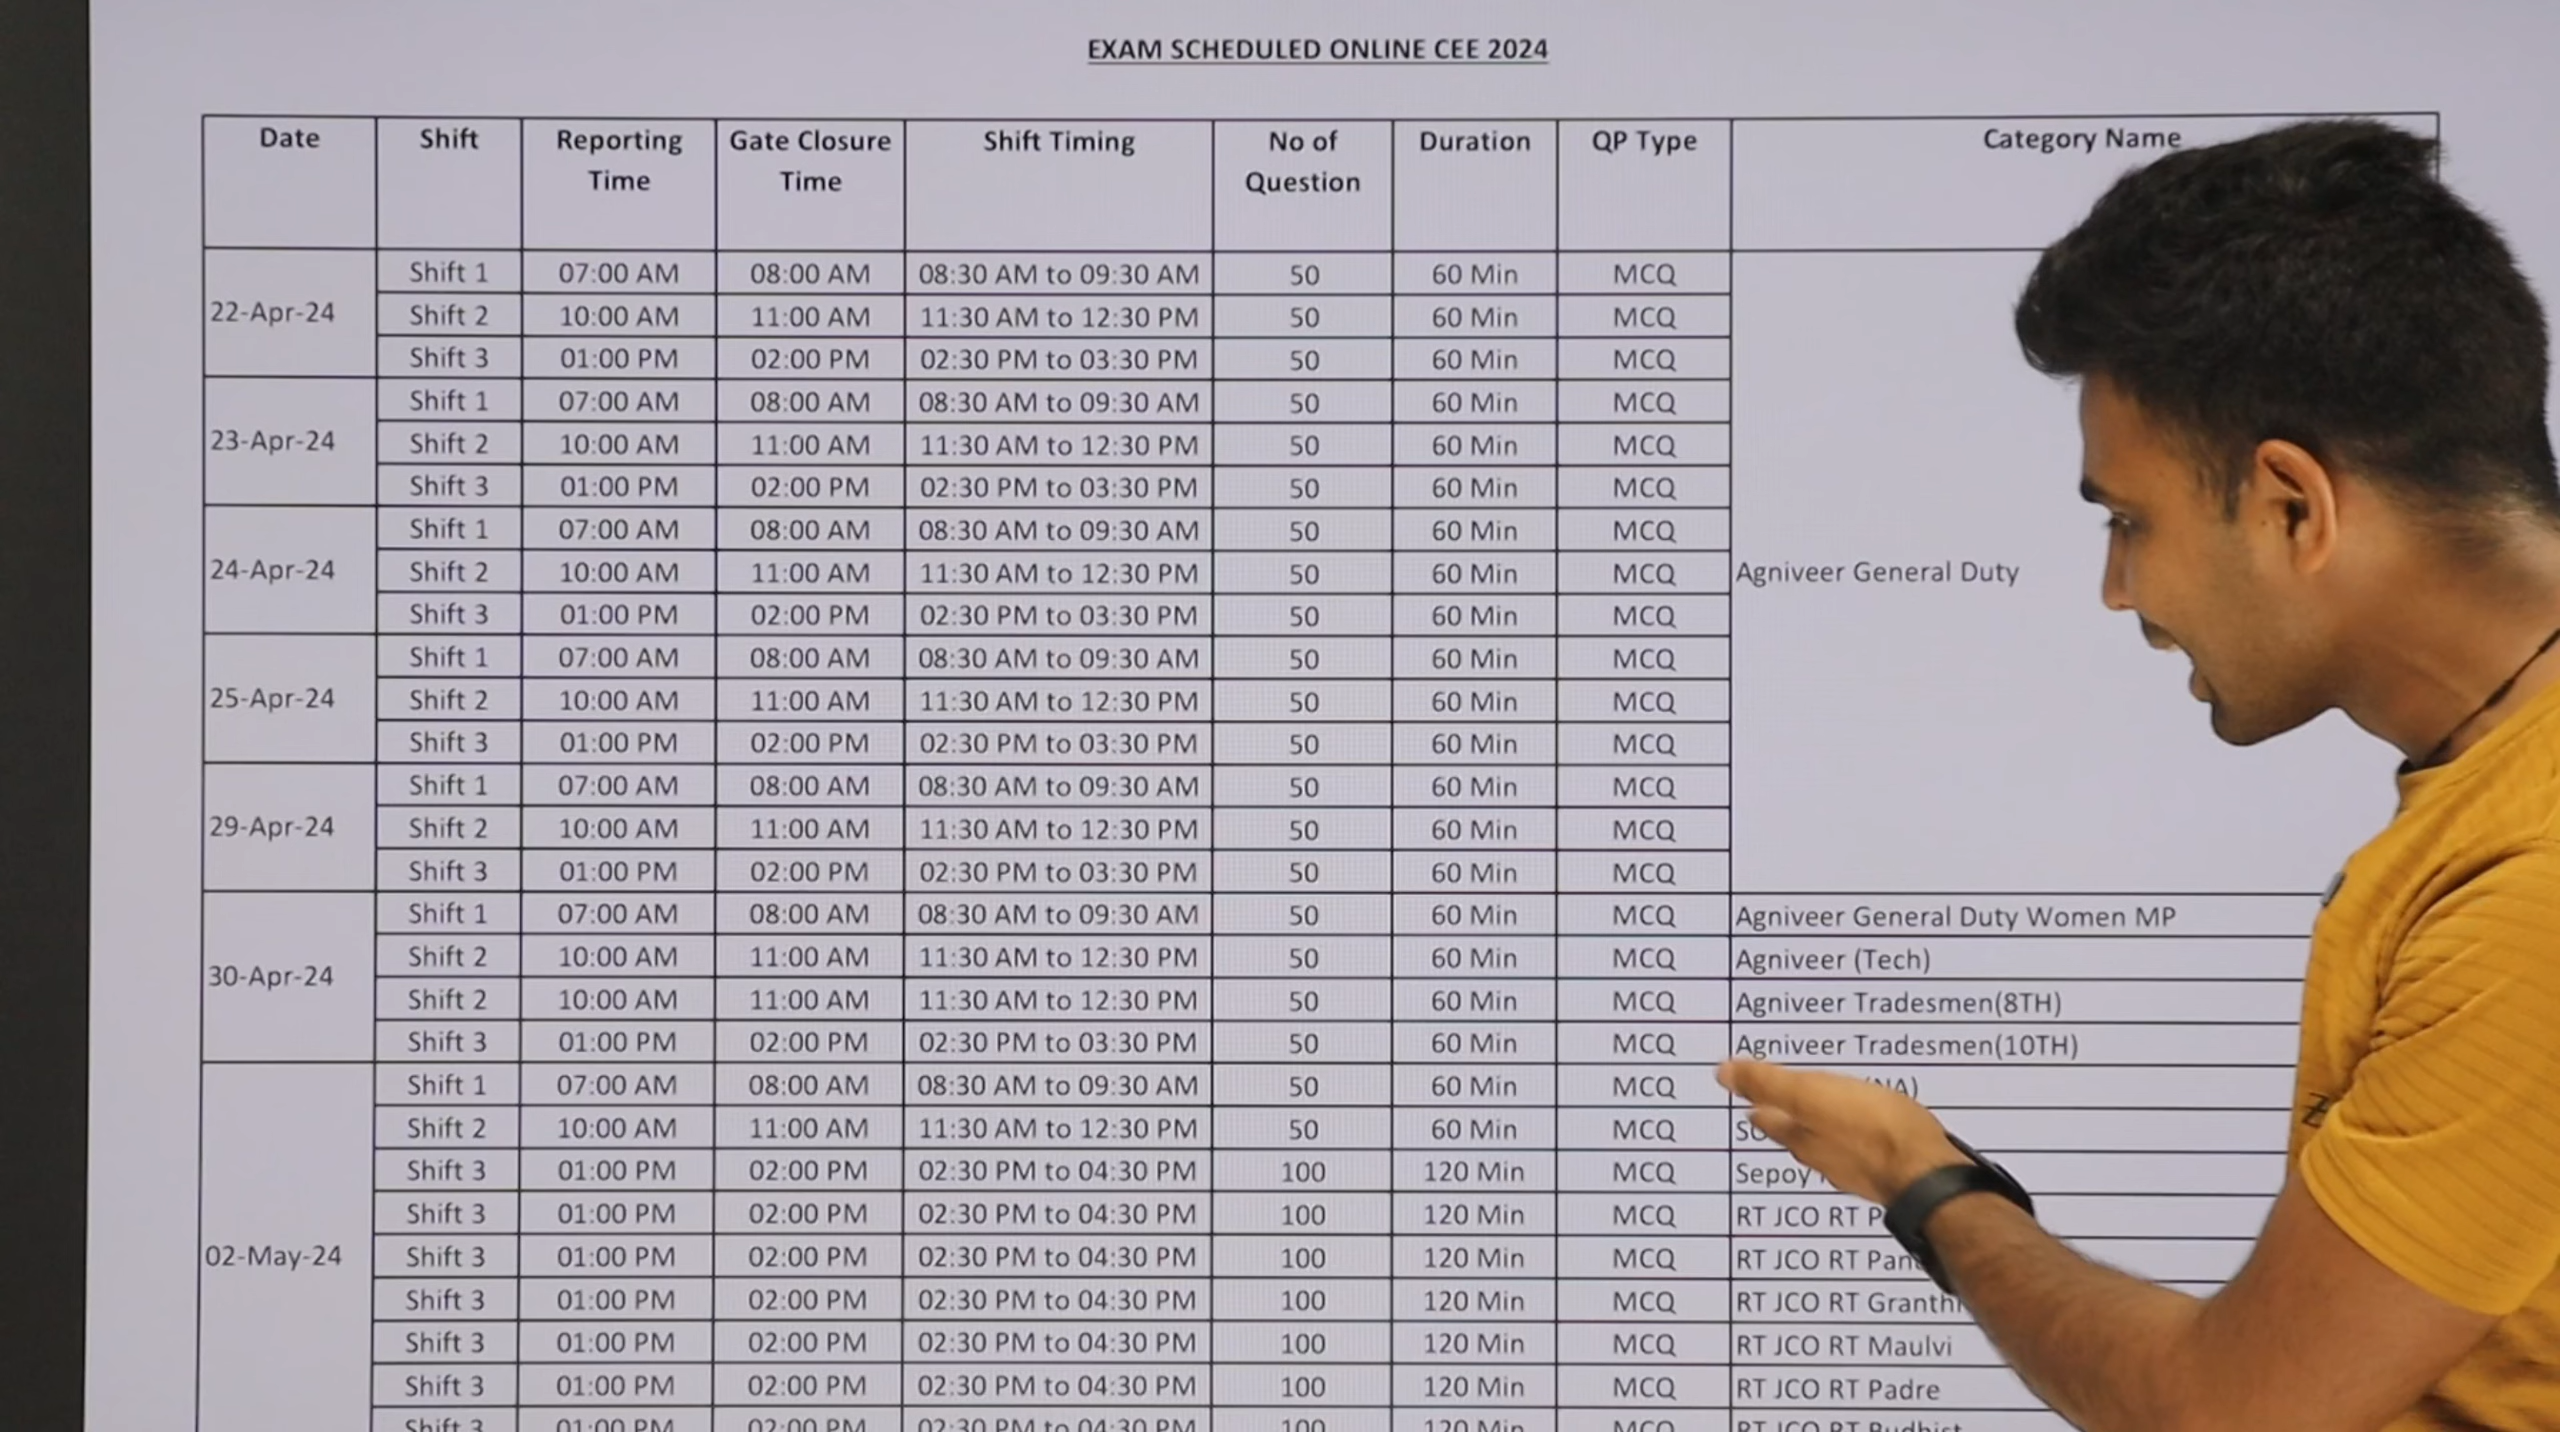 EXAM SCHEDULED ONLINE CEE 2024
Date Shift Reporting Time Gate Closure Time Shift Timing No of Question Duration QP Type Category Name
22-Apr-24 Shift 1 07:00 AM 08:00 AM 08:30 AM to 09:30 AM 50 60 Min MCQ
Shift 2 10:00 AM 11:00 AM 11:30 AM to 12:30 PM 50 60 Min MCQ
Shift 3 01:00 PM 02:00 PM 02:30 PM to 03:30 PM 50 60 Min MCQ
23-Apr-24 Shift 1 07:00 AM 08:00 AM 08:30 AM to 09:30 AM 50 60 Min MCQ
Shift 2 10:00 AM 11:00 AM 11:30 AM to 12:30 PM 50 60 Min MCQ
Shift 3 01:00 PM 02:00 PM 02:30 PM to 03:30 PM 50 60 Min MCQ
24-Apr-24 Shift 1 07:00 AM 08:00 AM 08:30 AM to 09:30 AM 50 60 Min MCQ
Shift 2 10:00 AM 11:00 AM 11:30 AM to 12:30 PM 50 60 Min MCQ Agniveer General Duty
Shift 3 01:00 PM 02:00 PM 02:30 PM to 03:30 PM 50 60 Min MCQ
25-Apr-24 Shift 1 07:00 AM 08:00 AM 08:30 AM to 09:30 AM 50 60 Min MCQ
Shift 2 10:00 AM 11:00 AM 11:30 AM to 12:30 PM 50 60 Min MCQ
Shift 3 01:00 PM 02:00 PM 02:30 PM to 03:30 PM 50 60 Min MCQ
29-Apr-24 Shift 1 07:00 AM 08:00 AM 08:30 AM to 09:30 AM 50 60 Min MCQ
Shift 2 10:00 AM 11:00 AM 11:30 AM to 12:30 PM 50 60 Min MCQ
Shift 3 01:00 PM 02:00 PM 02:30 PM to 03:30 PM 50 60 Min MCQ
30-Apr-24 Shift 1 07:00 AM 08:00 AM 08:30 AM to 09:30 AM 50 60 Min MCQ Agniveer General Duty Women MP
Shift 2 10:00 AM 11:00 AM 11:30 AM to 12:30 PM 50 60 Min MCQ Agniveer (Tech)
Shift 2 10:00 AM 11:00 AM 11:30 AM to 12:30 PM 50 60 Min MCQ Agniveer Tradesmen(8TH)
Shift 3 01:00 PM 02:00 PM 02:30 PM to 03:30 PM 50 60 Min MCQ Agniveer Tradesmen(10TH)
02-May-24 Shift 1 07:00 AM 08:00 AM 08:30 AM to 09:30 AM 50 60 Min MCQ
Shift 2 10:00 AM 11:00 AM 11:30 AM to 12:30 PM 50 60 Min MCQ
Shift 3 01:00 PM 02:00 PM 02:30 PM to 04:30 PM 100 120 Min MCQ Sepoy
Shift 3 01:00 PM 02:00 PM 02:30 PM to 04:30 PM 100 120 Min MCQ RT JCO RT
Shift 3 01:00 PM 02:00 PM 02:30 PM to 04:30 PM 100 120 Min MCQ RT JCO RT
Shift 3 01:00 PM 02:00 PM 02:30 PM to 04:30 PM 100 120 Min MCQ RT JCO RT
Shift 3 01:00 PM 02:00 PM 02:30 PM to 04:30 PM 100 120 Min MCQ RT JCO RT Maulvi
Shift 3 01:00 PM 02:00 PM 02:30 PM to 04:30 PM 100 120 Min MCQ RT JCO RT Padre
Shift 3 01:00 PM 02:00 PM 02:30 PM to 04:30 PM 100 120 Min MCQ RT JCO RT Budhist